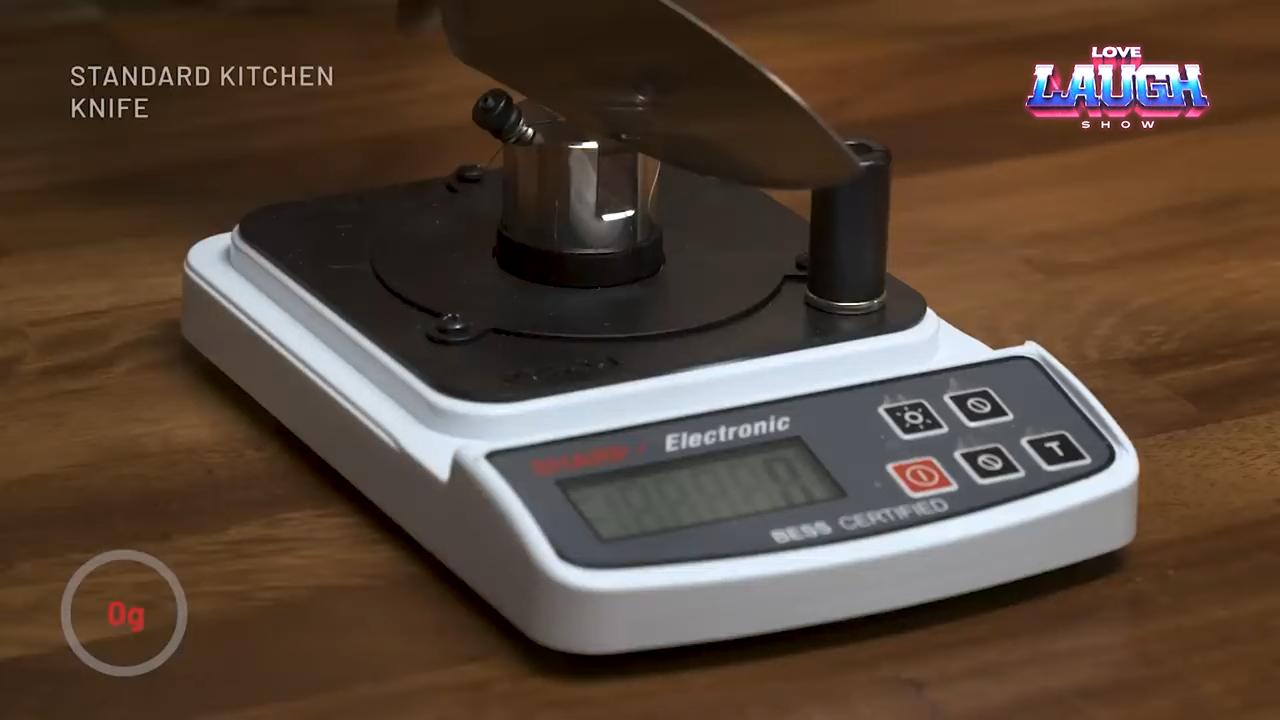 STANDARD KITCHEN
KNIFE
LOVE
LAUGH
SHOW
Electronic
T
BESS CERTIFIED
0g